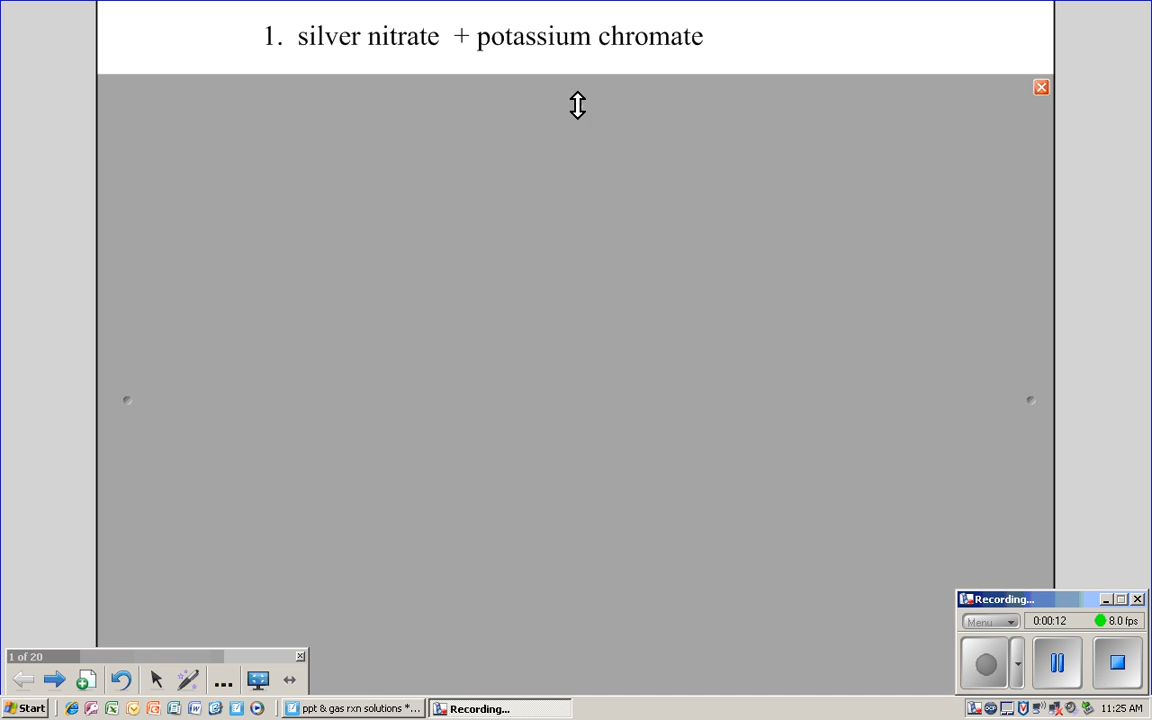 1. silver nitrate + potassium chromate
Recording...
Menu
0:00:12
8.0 fps
1 of 20
...
Start
ppt & gas rxn solutions *...
Recording...
11:25 AM